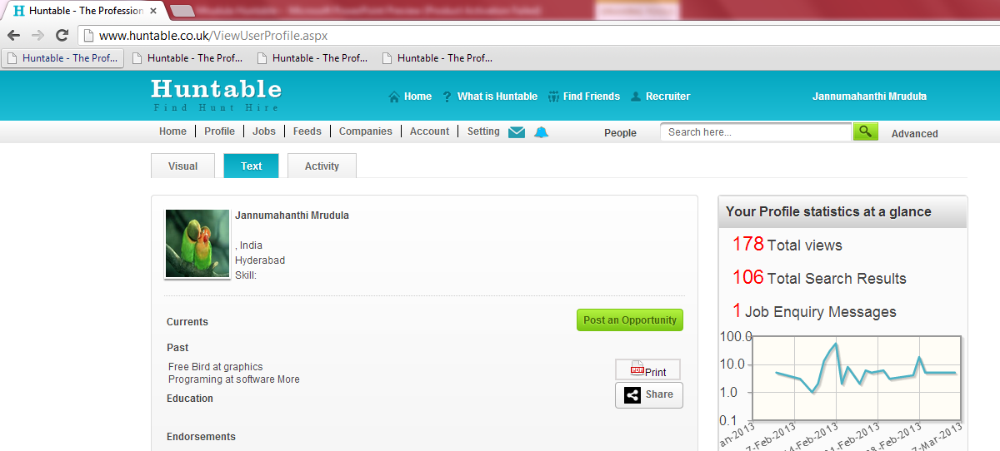 Huntable - The Profession
www.huntable.co.uk/ViewUserProfile.aspx
Huntable - The Prof... Huntable - The Prof... Huntable - The Prof... Huntable - The Prof...
Huntable
Find Hunt Hire
Home ? What is Huntable Find Friends Recruiter Jannumahanthi Mrudula
Home Profile Jobs Feeds Companies Account Setting People Search here... Advanced
Visual Text Activity
Jannumahanthi Mrudula
, India
Hyderabad
Skill:
Currents
Post an Opportunity
Past
Free Bird at graphics
Programing at software More
Print
Share
Education
Endorsements
Your Profile statistics at a glance
178 Total views
106 Total Search Results
1 Job Enquiry Messages
100.0
10.0
1.0
0.1
an-2013 7-Feb-2013 4-Feb-2013 1-Feb-2013 8-Feb-2013 7-Mar-2013